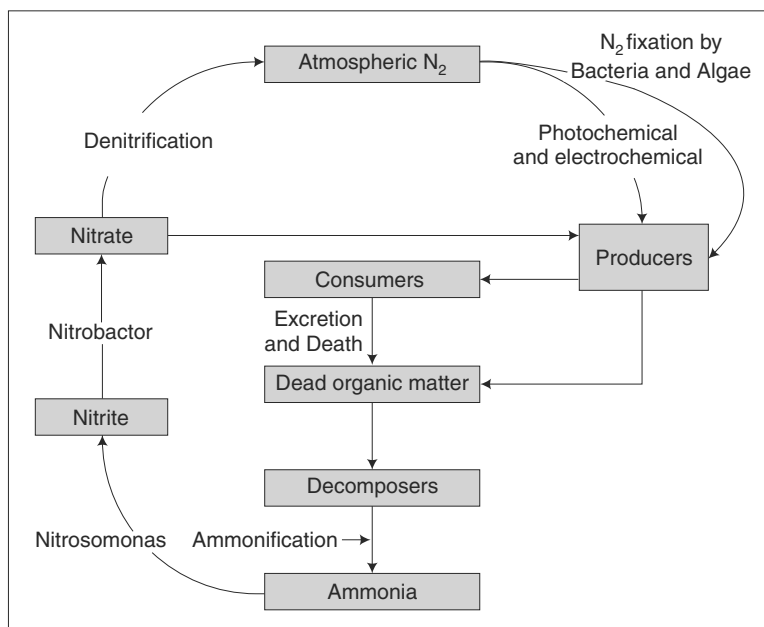 Atmospheric N₂
N₂ fixation by
Bacteria and Algae
Denitrification
Photochemical
and electrochemical
Nitrate
Producers
Consumers
Nitrobactor
Excretion
and Death
Dead organic matter
Nitrite
Decomposers
Nitrosomonas
Ammonification
Ammonia